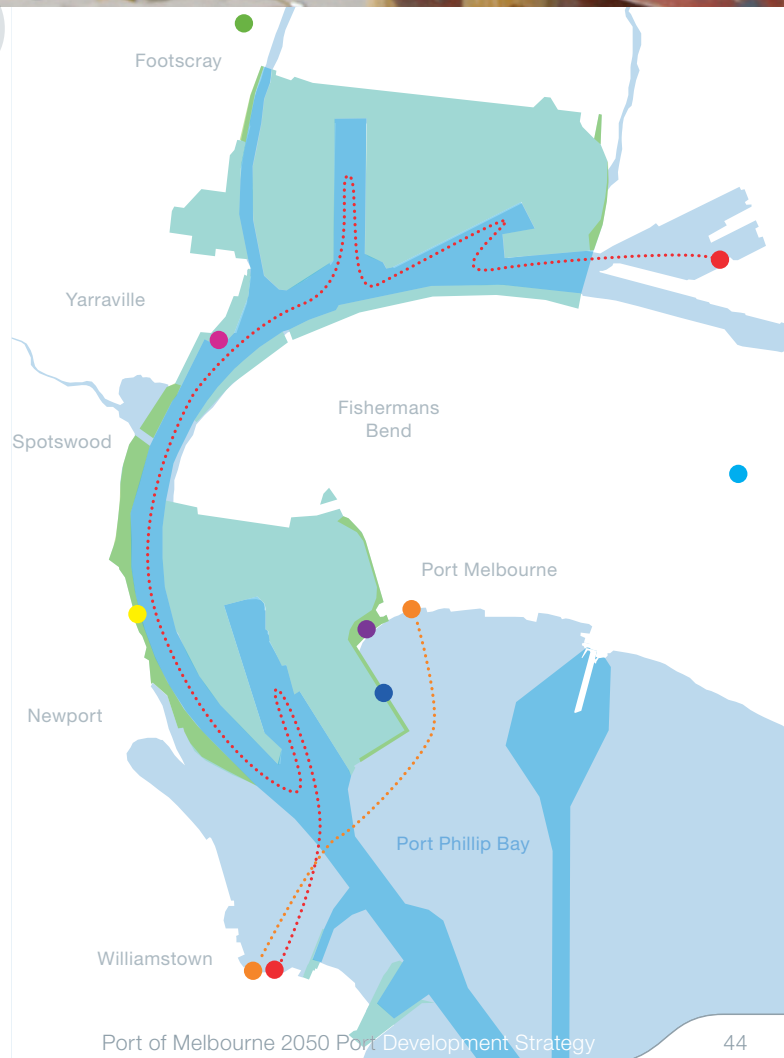 Footscray
Yarraville
Fishermans
Bend
Spotswood
Port Melbourne
Newport
Port Phillip Bay
Williamstown
Port of Melbourne 2050 Port Development Strategy
44